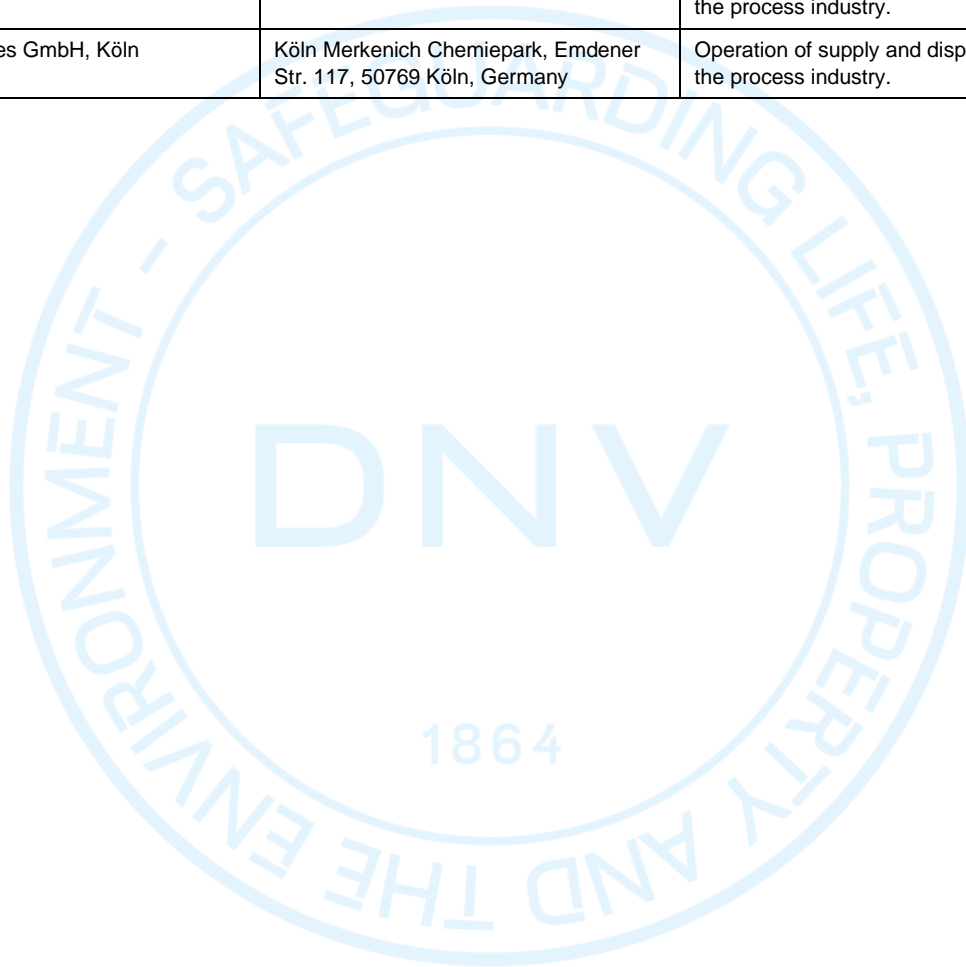 the process industry.
es GmbH, Köln
Köln Merkenich Chemiepark, Emdener
Str. 117, 50769 Köln, Germany
Operation of supply and disp
the process industry.
SAFEGUARDING LIFE, PROPERTY AND THE ENVIRONMENT -
DNV
1864